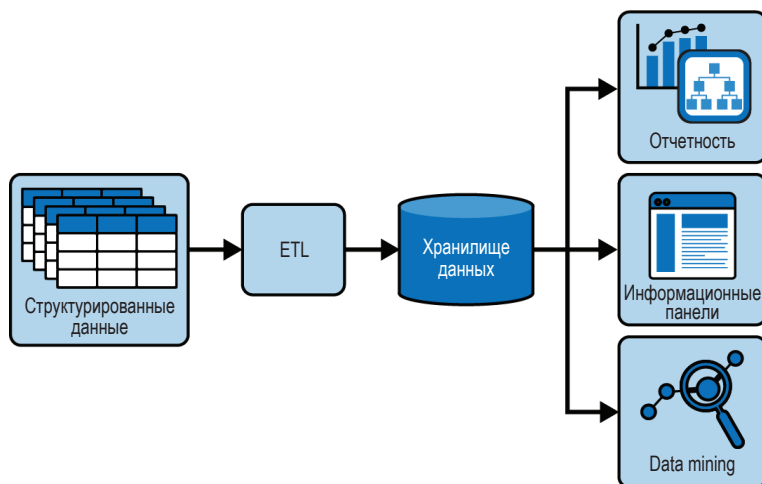 Структурированные
данные
ETL
Хранилище
данных
Отчетность
Информационные
панели
Data mining